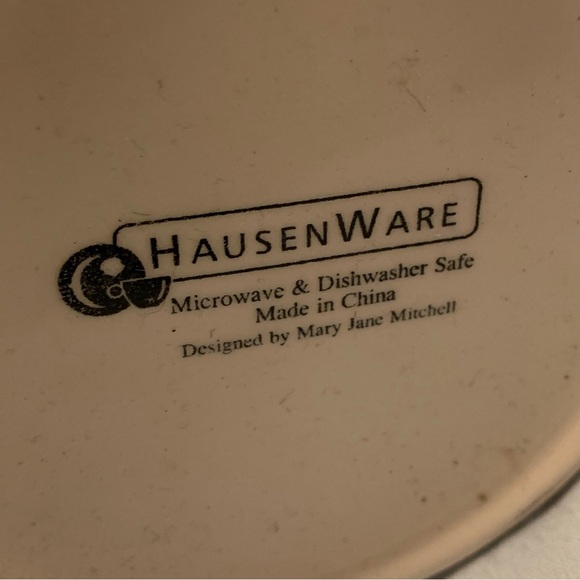 HAUSENWARE
Microwave & Dishwasher Safe
Made in China
Designed by Mary Jane Mitchell